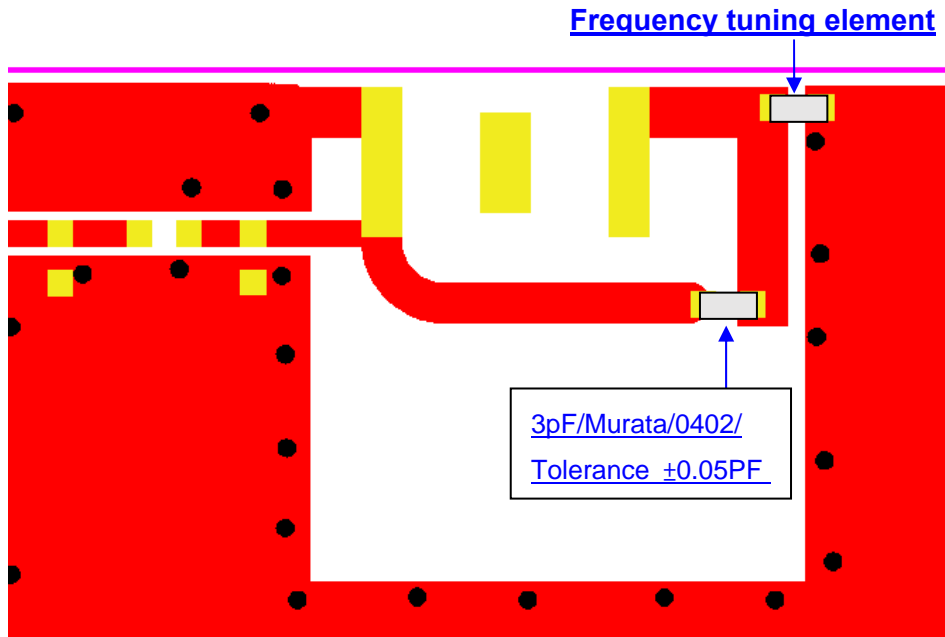 Frequency tuning element
3pF/Murata/0402/
Tolerance ±0.05PF